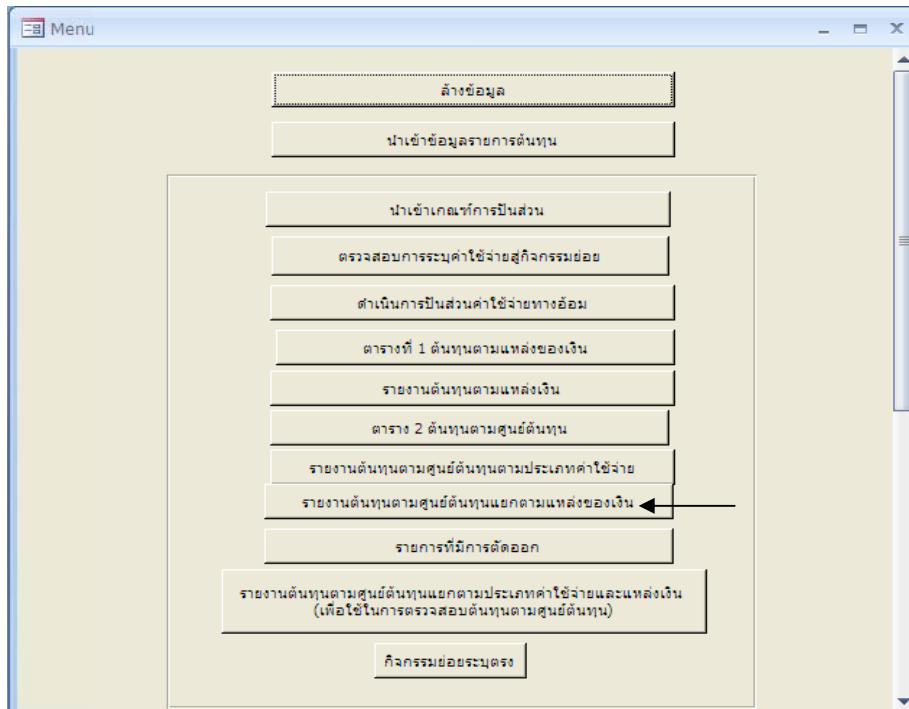 Menu
ล้างข้อมูล
นำเข้าข้อมูลรายการต้นทุน
นำเข้าเกณฑ์การปันส่วน
ตรวจสอบการระบุค่าใช้จ่ายสู่กิจกรรมย่อย
ดำเนินการปันส่วนค่าใช้จ่ายทางอ้อม
ตารางที่ 1 ต้นทุนตามแหล่งของเงิน
รายงานต้นทุนตามแหล่งเงิน
ตาราง 2 ต้นทุนตามศูนย์ต้นทุน
รายงานต้นทุนตามศูนย์ต้นทุนตามประเภทค่าใช้จ่าย
รายงานต้นทุนตามศูนย์ต้นทุนแยกตามแหล่งของเงิน
รายการที่มีการตัดออก
รายงานต้นทุนตามศูนย์ต้นทุนแยกตามประเภทค่าใช้จ่ายและแหล่งเงิน
(เพื่อใช้ในการตรวจสอบต้นทุนตามศูนย์ต้นทุน)
กิจกรรมย่อยระบุตรง